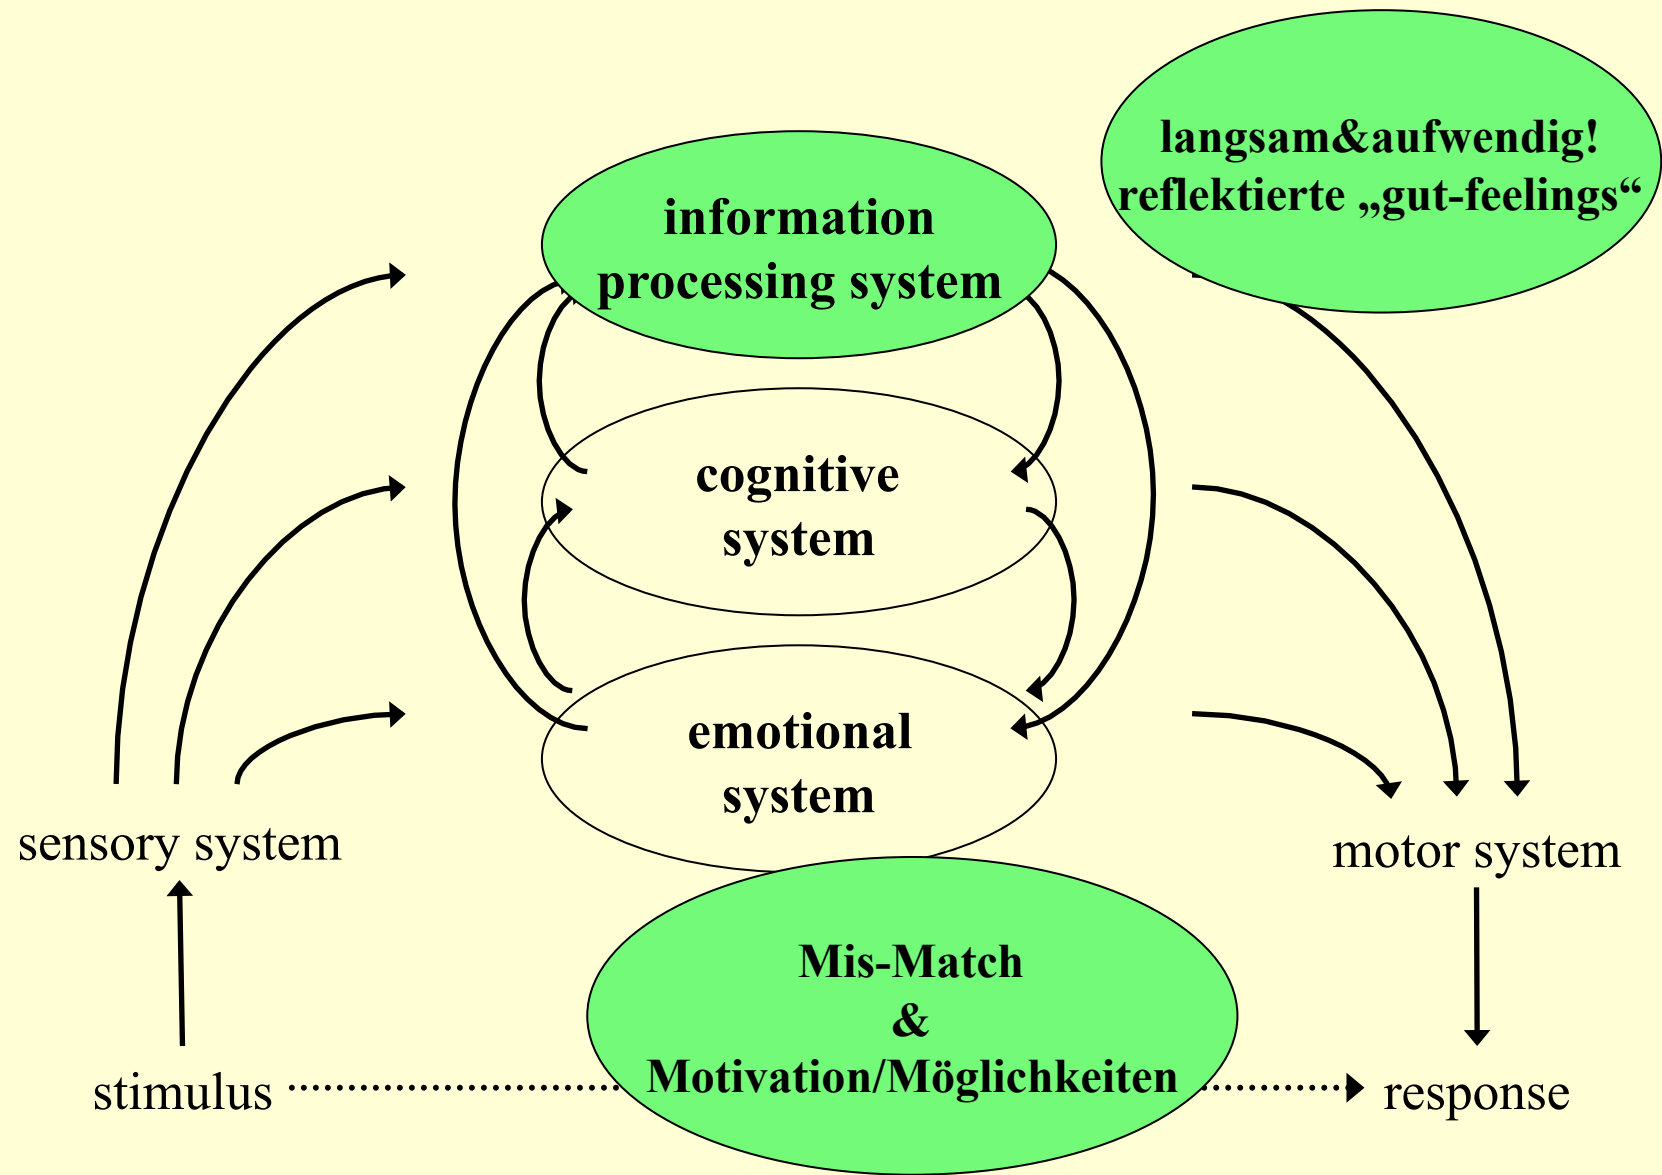 langsam&aufwendig!
reflektierte „gut-feelings“
information
processing system
cognitive
system
emotional
system
sensory system
motor system
Mis-Match
&
Motivation/Möglichkeiten
stimulus
response